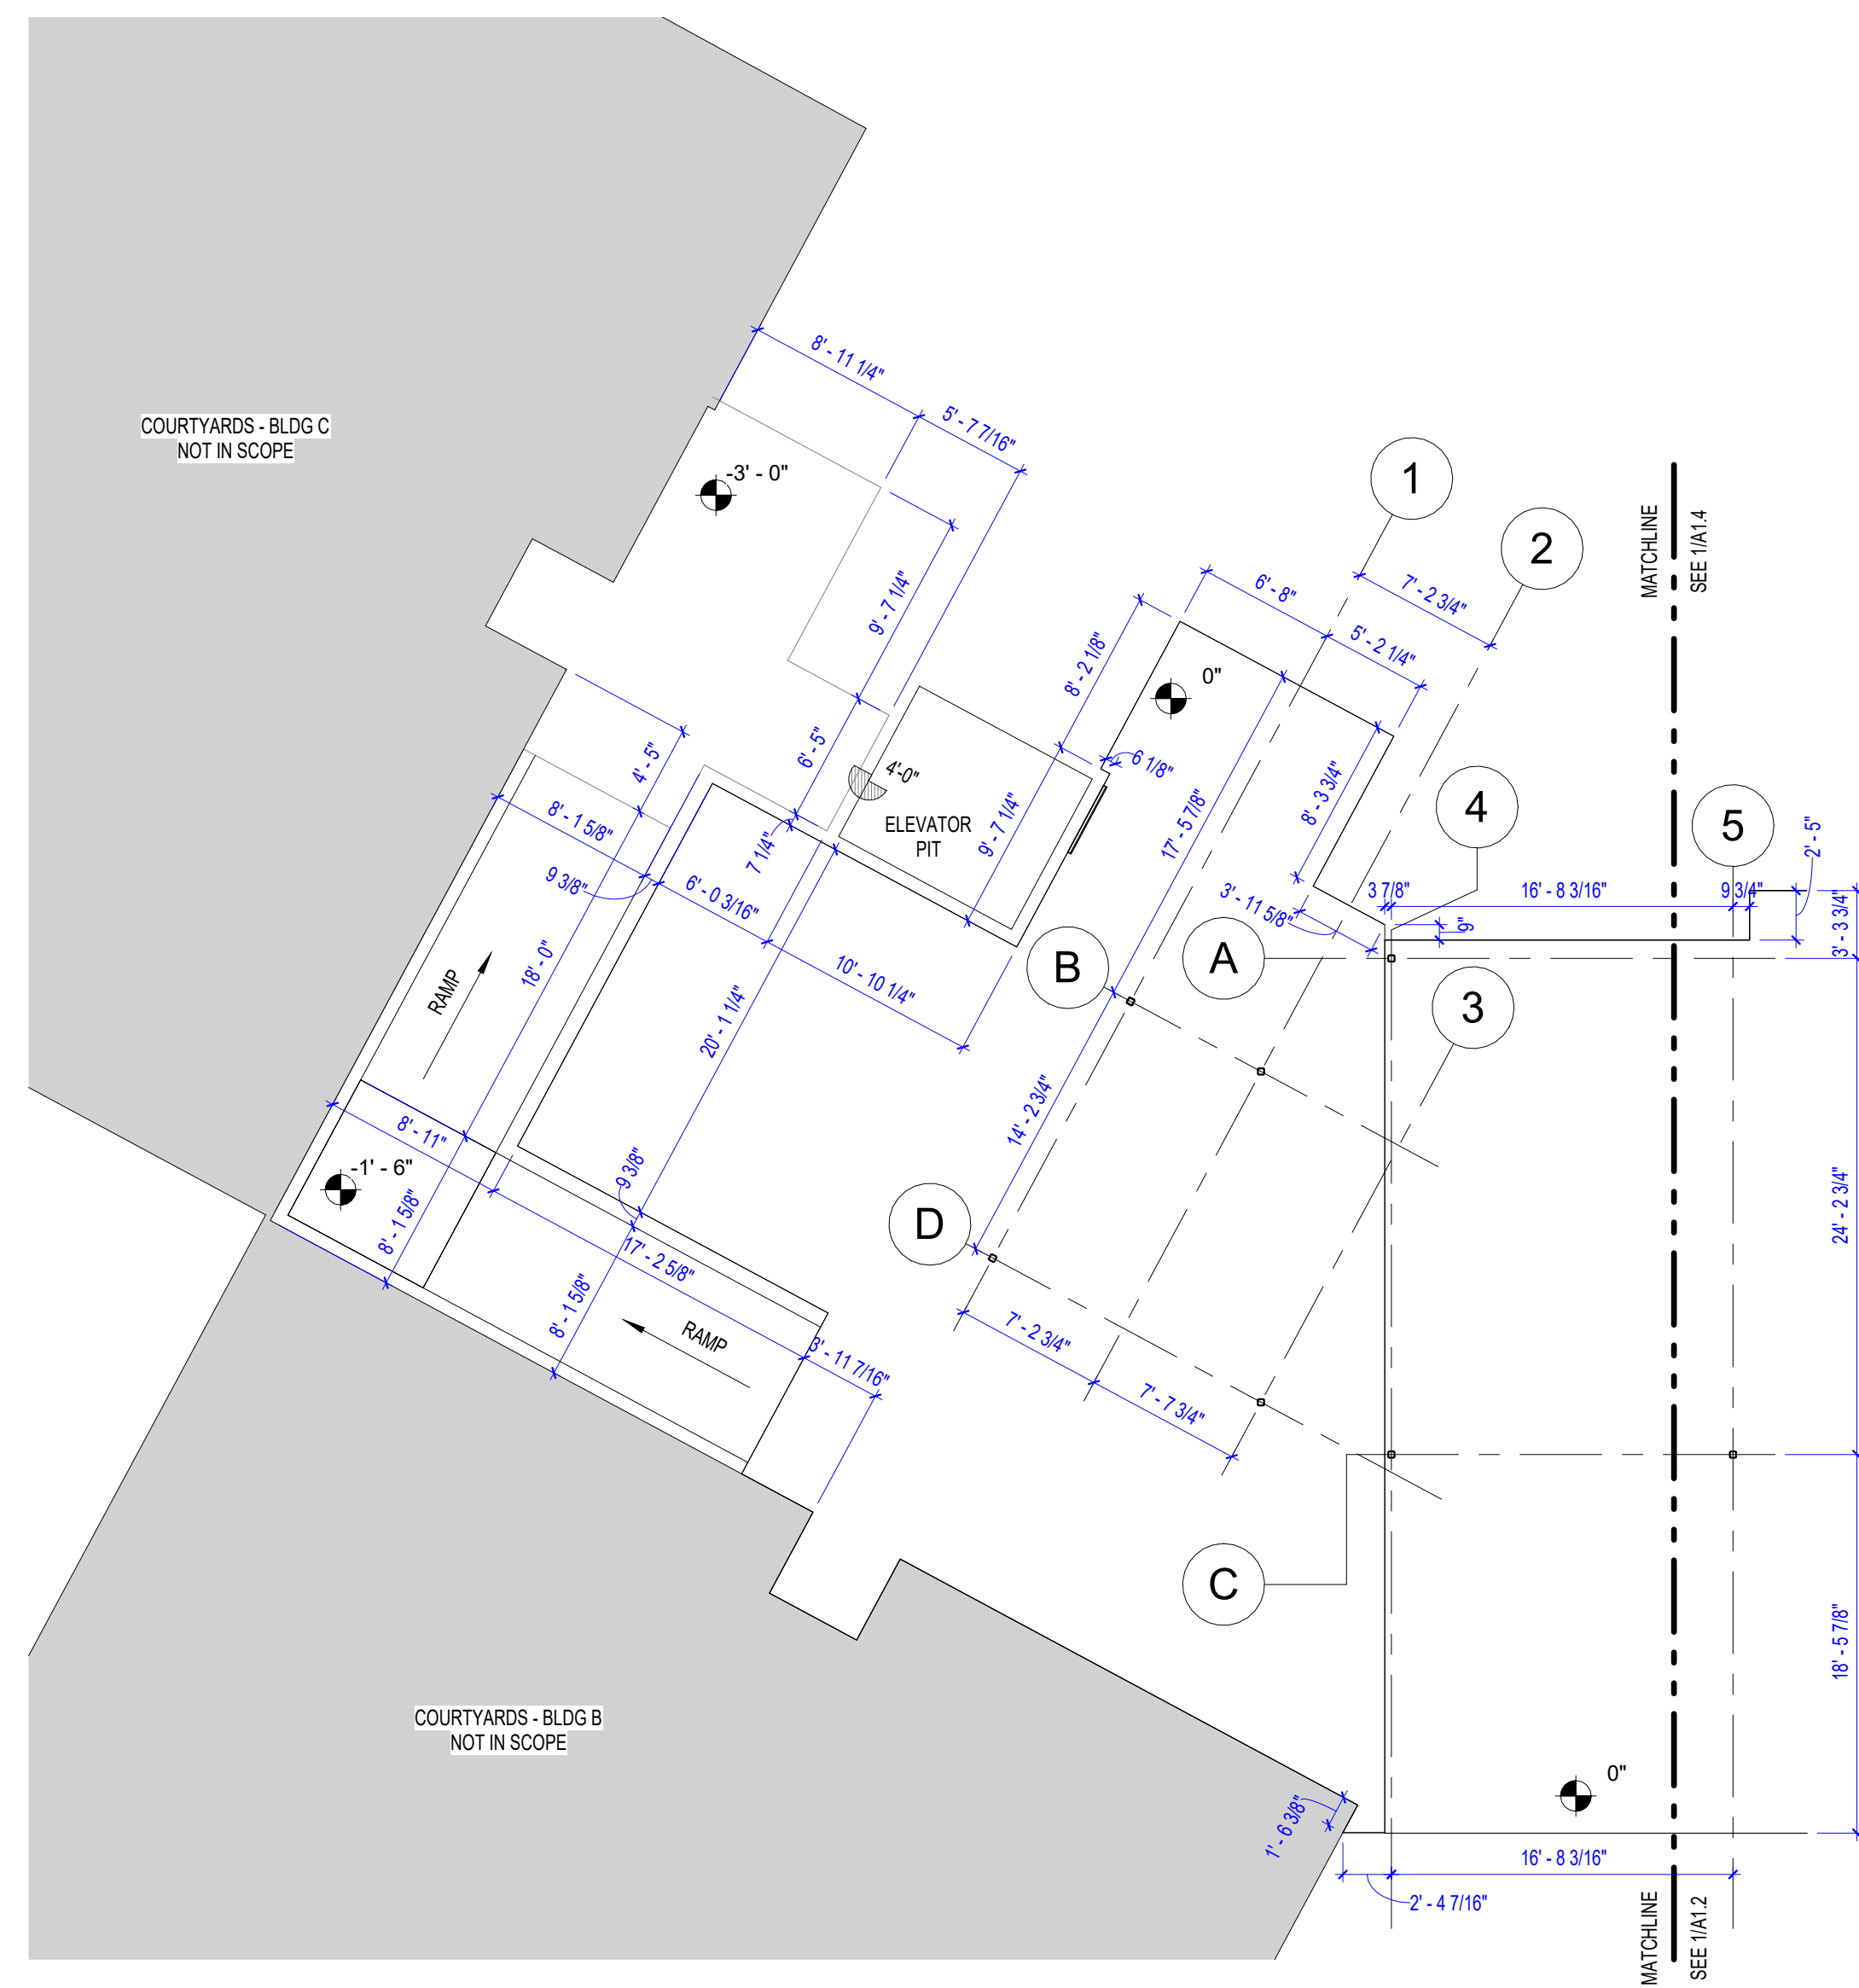 8' - 11 1/4"
5' - 7 7/16"
COURTYARDS - BLDG C
NOT IN SCOPE
-3' - 0"
1
2
MATCHLINE
SEE 1/A1.4
9' - 7 1/4"
6' - 8"
7' - 2 3/4"
5' - 2 1/4"
8' - 2 1/8"
0"
4' - 5"
6' - 5"
4'-0"
6 1/8"
8' - 3 3/4"
4
5
2' - 5"
8' - 1 5/8"
7 1/4"
ELEVATOR
PIT
9' - 7 1/4"
17' - 5 7/8"
9 3/8"
6' - 0 3/16"
3' - 11 5/8"
3 7/8"
16' - 8 3/16"
9 3/4"
9"
3' - 3 3/4"
18' - 0"
10' - 10 1/4"
B
A
RAMP
20' - 1 1/4"
3
8' - 11"
14' - 2 3/4"
-1' - 6"
9 3/8"
D
24' - 2 3/4"
8' - 1 5/8"
17' - 2 5/8"
8' - 1 5/8"
RAMP
3' - 11 7/16"
7' - 2 3/4"
7' - 7 3/4"
C
18' - 5 7/8"
COURTYARDS - BLDG B
NOT IN SCOPE
0"
1' - 6 3/8"
16' - 8 3/16"
2' - 4 7/16"
MATCHLINE
SEE 1/A1.2